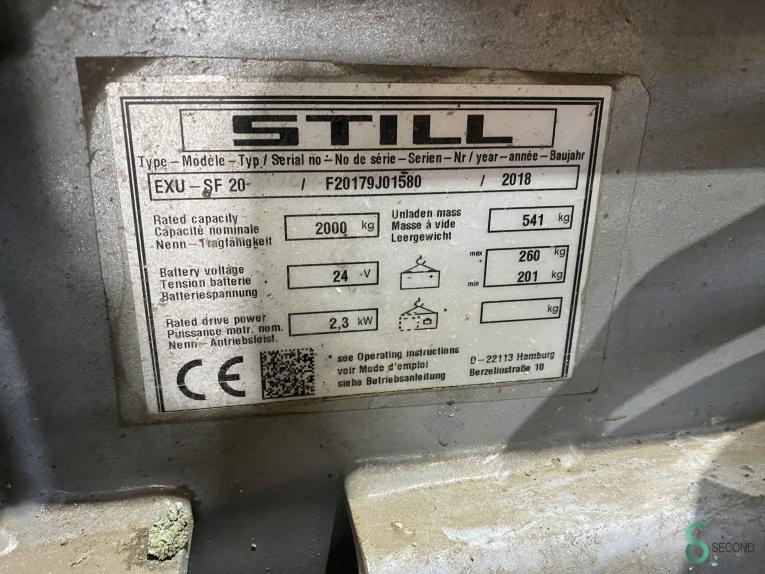 STILL
Type – Modèle – Typ / Serial no – No de série – Serien – Nr / year – année – Baujahr
EXU – SF 20 / F20179J01580 / 2018
Rated capacity
Capacité nominale
Nenn – Tragfähigkeit
2000 kg
Unladen mass
Masse à vide
Leergewicht
541 kg
Battery voltage
Tension batterie
Batteriespannung
24 V
max 260 kg
min 201 kg
Rated drive power
Puissance motr. nom.
Nenn – Antriebsleist.
2,3 kW
* kg
CE
* see Operating instructions
voir Mode d'emploi
siehe Betriebsanleitung
D – 22113 Hamburg
Berzeliusstraße 10
SECOND